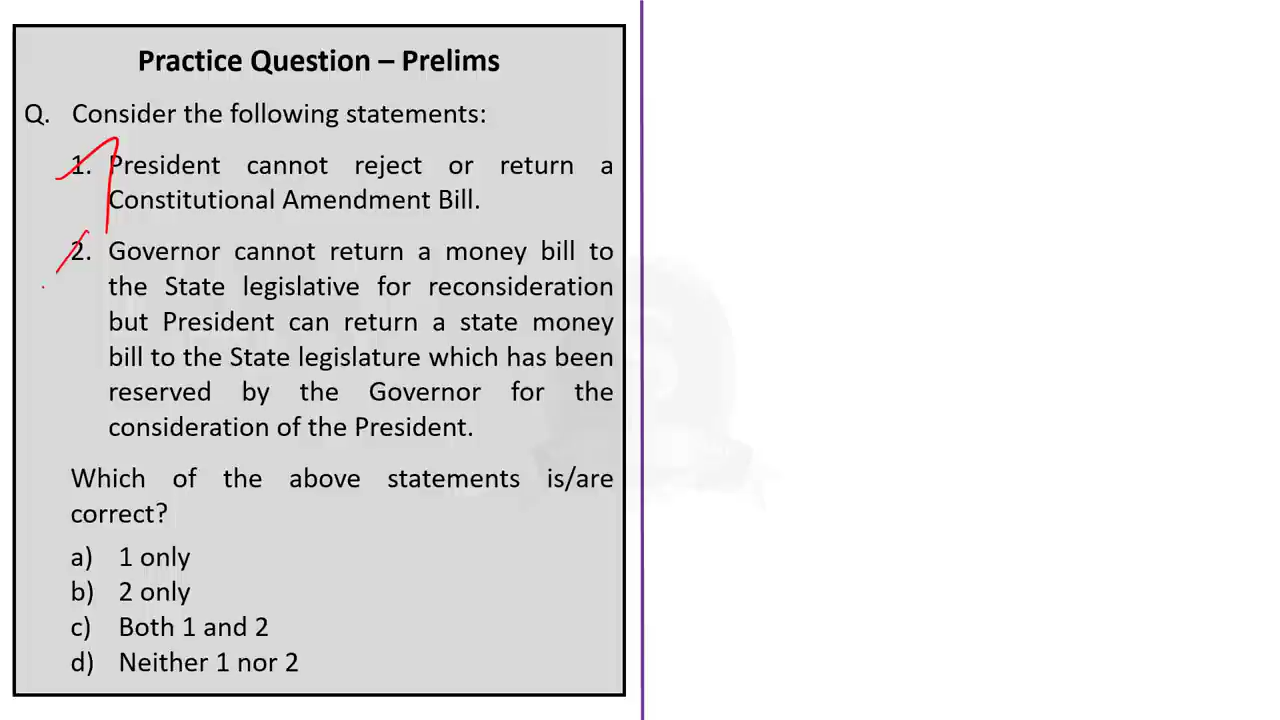 Practice Question – Prelims
Q. Consider the following statements:
1. President cannot reject or return a
Constitutional Amendment Bill.
2. Governor cannot return a money bill to
the State legislative for reconsideration
but President can return a state money
bill to the State legislature which has been
reserved by the Governor for the
consideration of the President.
Which of the above statements is/are
correct?
a) 1 only
b) 2 only
c) Both 1 and 2
d) Neither 1 nor 2